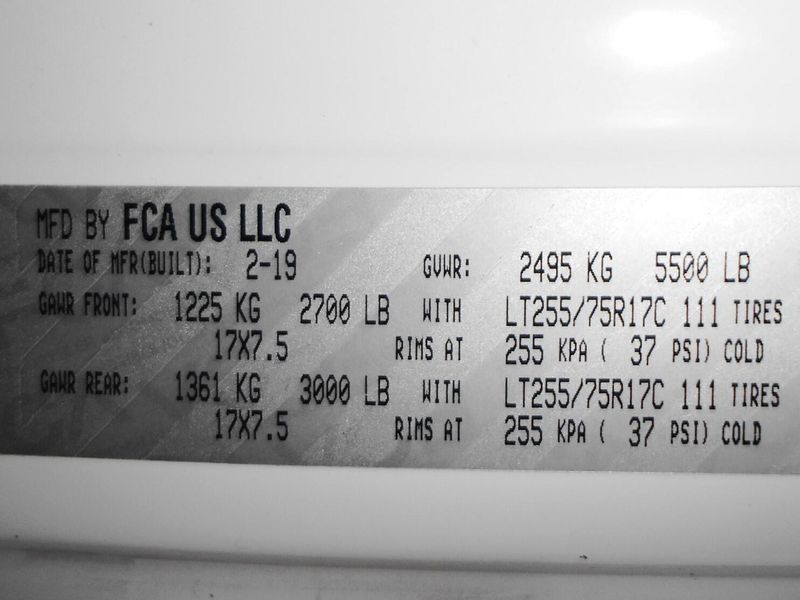 MFD BY FCA US LLC
DATE OF MFR(BUILT): 2-19 GVWR: 2495 KG 5500 LB
GAWR FRONT: 1225 KG 2700 LB WITH LT255/75R17C 111 TIRES
17X7.5 RIMS AT 255 KPA ( 37 PSI) COLD
GAWR REAR: 1361 KG 3000 LB WITH LT255/75R17C 111 TIRES
17X7.5 RIMS AT 255 KPA ( 37 PSI) COLD